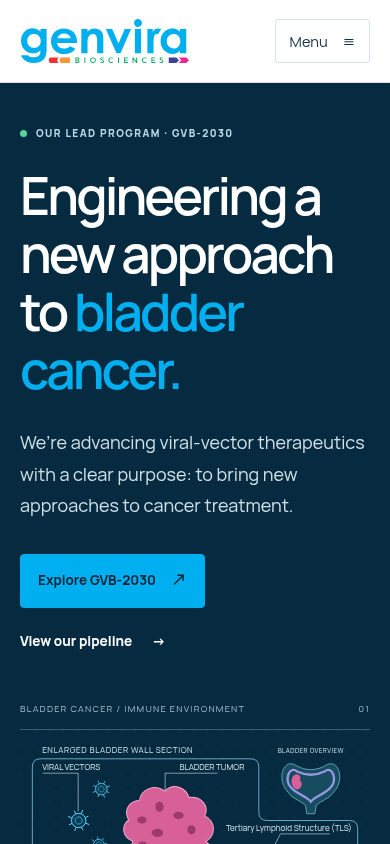 genvira
BIOSCIENCES
Menu
OUR LEAD PROGRAM · GVB-2030
Engineering a
new approach
to bladder
cancer.
We're advancing viral-vector therapeutics
with a clear purpose: to bring new
approaches to cancer treatment.
Explore GVB-2030 ↗
View our pipeline →
BLADDER CANCER / IMMUNE ENVIRONMENT 01
ENLARGED BLADDER WALL SECTION
BLADDER OVERVIEW
VIRAL VECTORS
BLADDER TUMOR
Tertiary Lymphoid Structure (TLS)